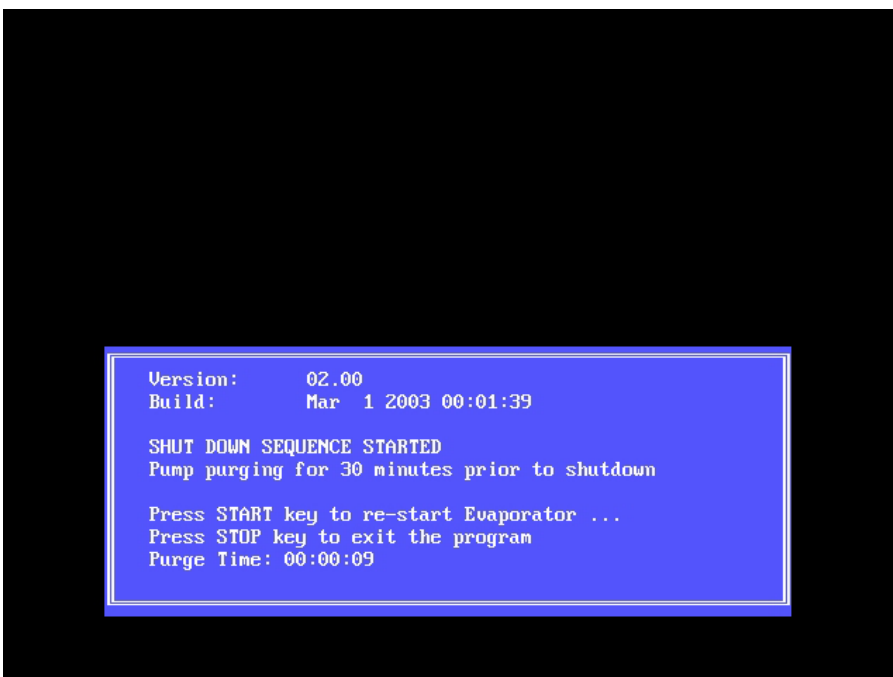 Version: 02.00
Build: Mar 1 2003 00:01:39
SHUT DOWN SEQUENCE STARTED
Pump purging for 30 minutes prior to shutdown
Press START key to re-start Evaporator ...
Press STOP key to exit the program
Purge Time: 00:00:09